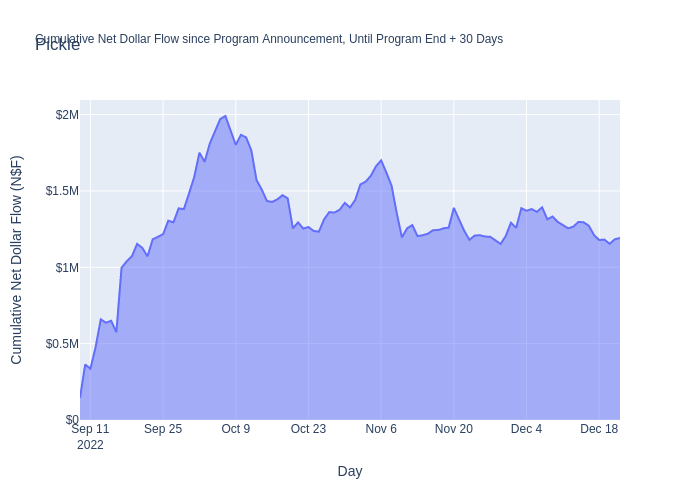 Cumulative Net Dollar Flow since Program Announcement, Until Program End + 30 Days
Pickle
Cumulative Net Dollar Flow (N$F)
$2M
$1.5M
$1M
$0.5M
$0
Sep 11
2022
Sep 25
Oct 9
Oct 23
Nov 6
Nov 20
Dec 4
Dec 18
Day